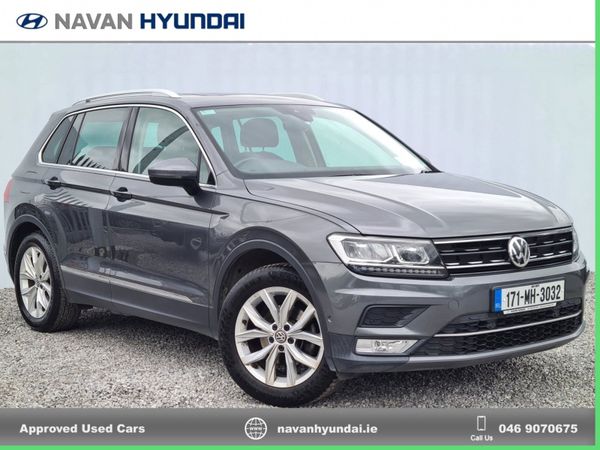 NAVAN HYUNDAI
171-MH-3032
Approved Used Cars
navanhyundai.ie
Call Us
046 9070675